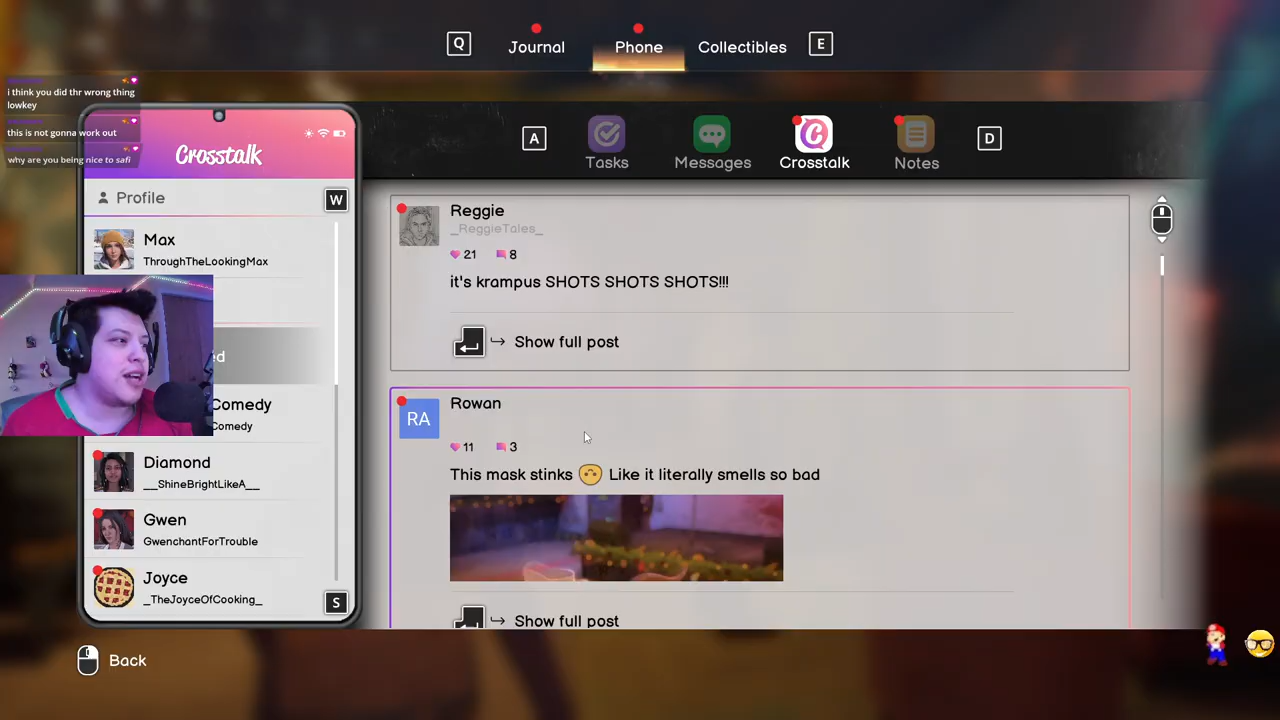 Q
Journal
Phone
Collectibles
E
i think you did thr wrong thing
lowkey
this is not gonna work out
why are you being nice to safi
Crosstalk
Profile
W
Max
ThroughTheLookingMax
ed
Comedy
Comedy
Diamond
__ShineBrightLikeA__
Gwen
GwenchantForTrouble
Joyce
_TheJoyceOfCooking_
S
A
Tasks
Messages
Crosstalk
Notes
D
Reggie
_ReggieTales_
21
8
it's krampus SHOTS SHOTS SHOTS!!!
Show full post
RA
Rowan
11
3
This mask stinks 🙃 Like it literally smells so bad
Show full post
Back